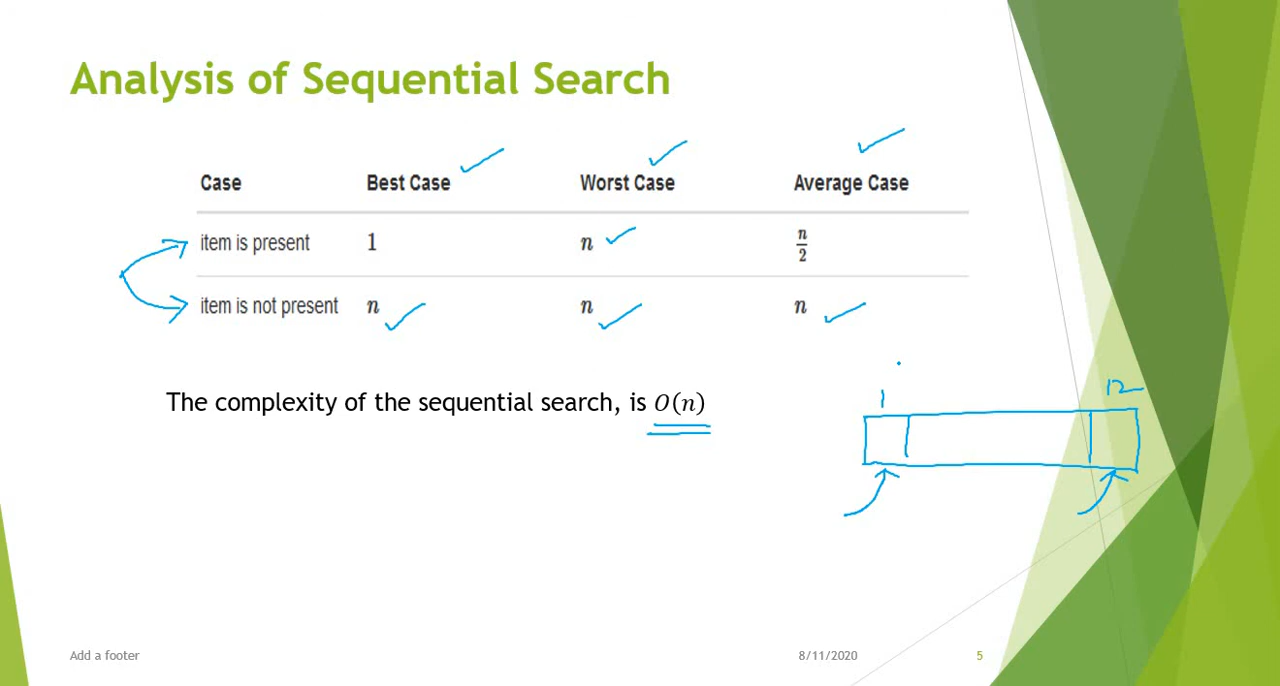 Analysis of Sequential Search
Case Best Case Worst Case Average Case
item is present 1 n n/2
item is not present n n n
The complexity of the sequential search, is O(n)
1 12
Add a footer 8/11/2020 5